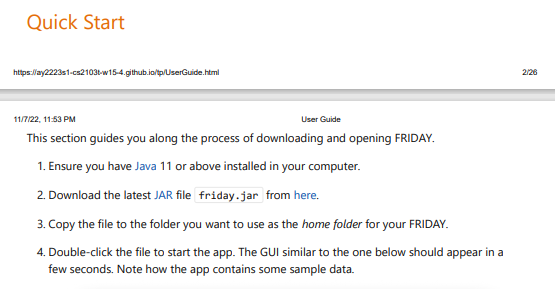 Quick Start
https://ay2223s1-cs2103t-w15-4.github.io/tp/UserGuide.html 2/26
11/7/22, 11:53 PM User Guide
This section guides you along the process of downloading and opening FRIDAY.
1. Ensure you have Java 11 or above installed in your computer.
2. Download the latest JAR file friday.jar from here.
3. Copy the file to the folder you want to use as the home folder for your FRIDAY.
4. Double-click the file to start the app. The GUI similar to the one below should appear in a
few seconds. Note how the app contains some sample data.